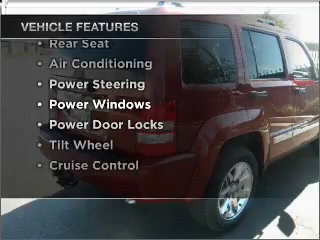 VEHICLE FEATURES
• Rear Seat
• Air Conditioning
• Power Steering
• Power Windows
• Power Door Locks
• Tilt Wheel
• Cruise Control